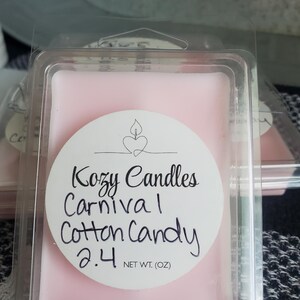 Kozy Candles
Carnival
Cotton Candy
2.4 NET WT. (OZ)